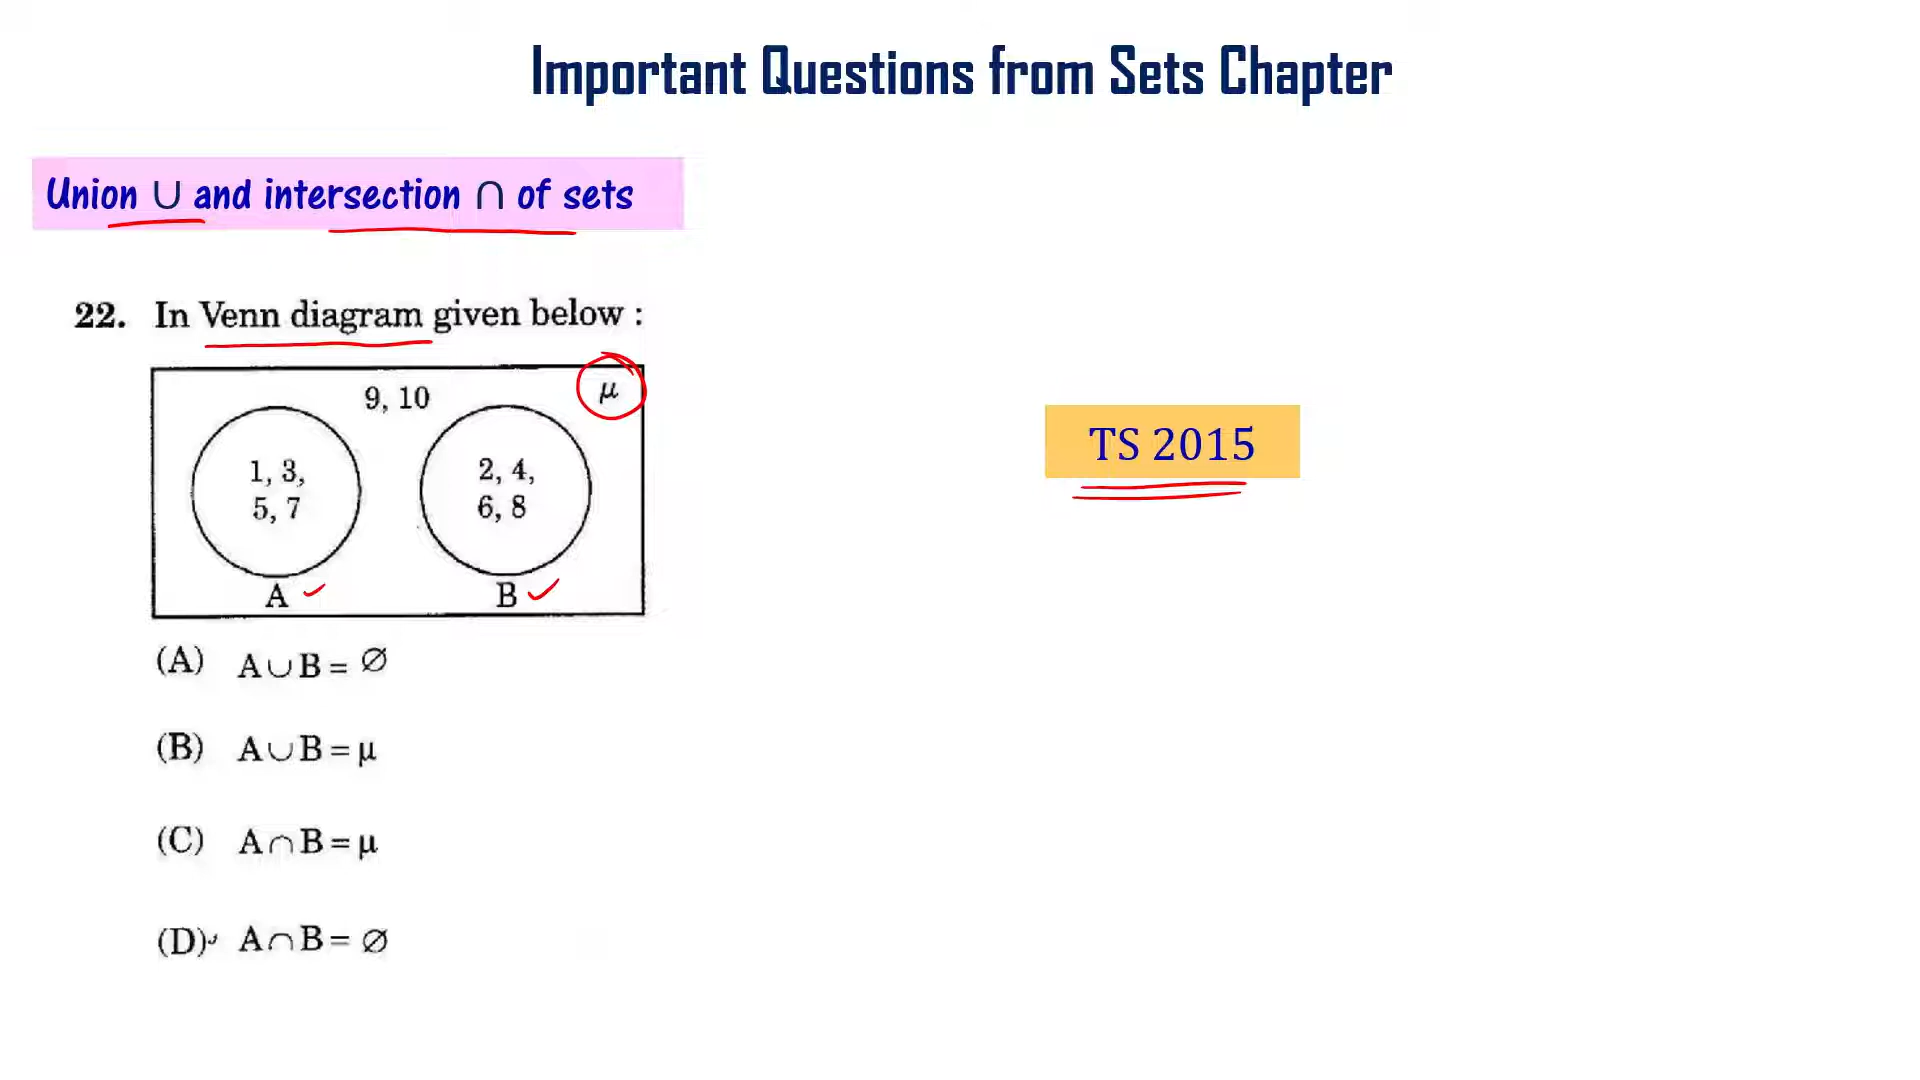 Important Questions from Sets Chapter
Union ∪ and intersection ∩ of sets
22. In Venn diagram given below :
9, 10
μ
1, 3,
5, 7
2, 4,
6, 8
A
B
TS 2015
(A) A∪B = ∅
(B) A∪B = μ
(C) A∩B = μ
(D) A∩B = ∅